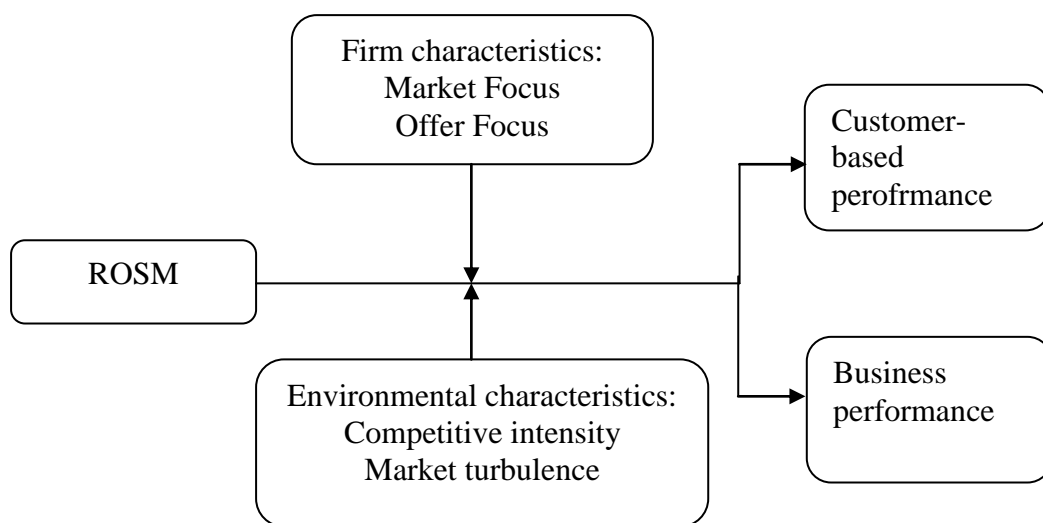 Firm characteristics:
Market Focus
Offer Focus
Customer-
based
perofrmance
ROSM
Environmental characteristics:
Competitive intensity
Market turbulence
Business
performance